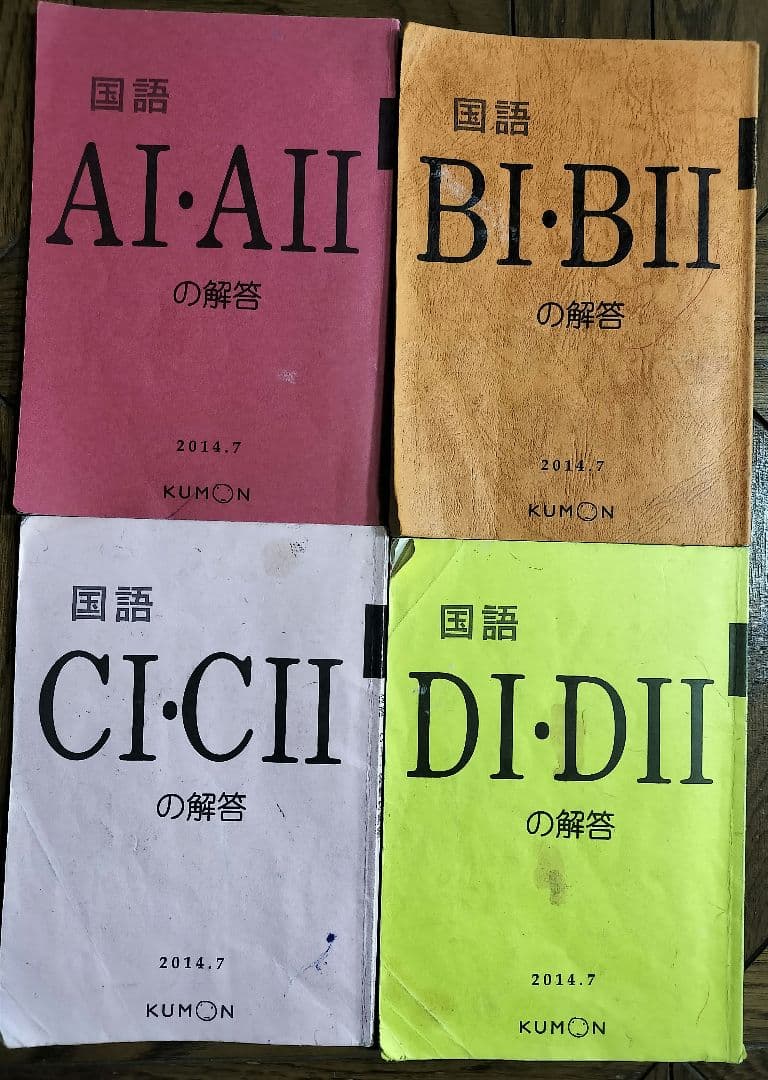 国語
AI・AII
の解答
2014.7
KUMON
国語
BI・BII
の解答
2014.7
KUMON
国語
CI・CII
の解答
2014.7
KUMON
国語
DI・DII
の解答
2014.7
KUMON